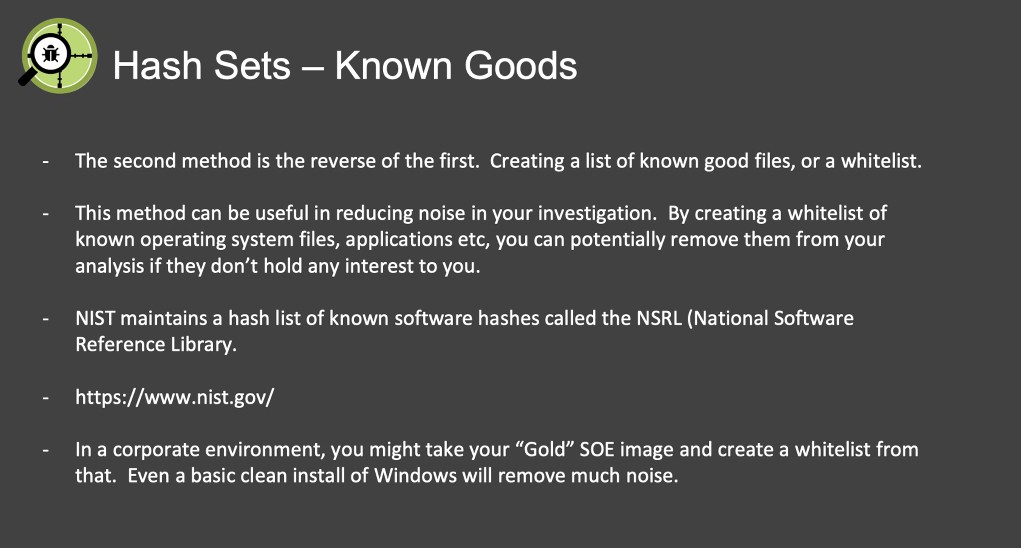 Hash Sets – Known Goods
- The second method is the reverse of the first.  Creating a list of known good files, or a whitelist.
- This method can be useful in reducing noise in your investigation.  By creating a whitelist of
known operating system files, applications etc, you can potentially remove them from your
analysis if they don’t hold any interest to you.
- NIST maintains a hash list of known software hashes called the NSRL (National Software
Reference Library.
- https://www.nist.gov/
- In a corporate environment, you might take your “Gold” SOE image and create a whitelist from
that.  Even a basic clean install of Windows will remove much noise.